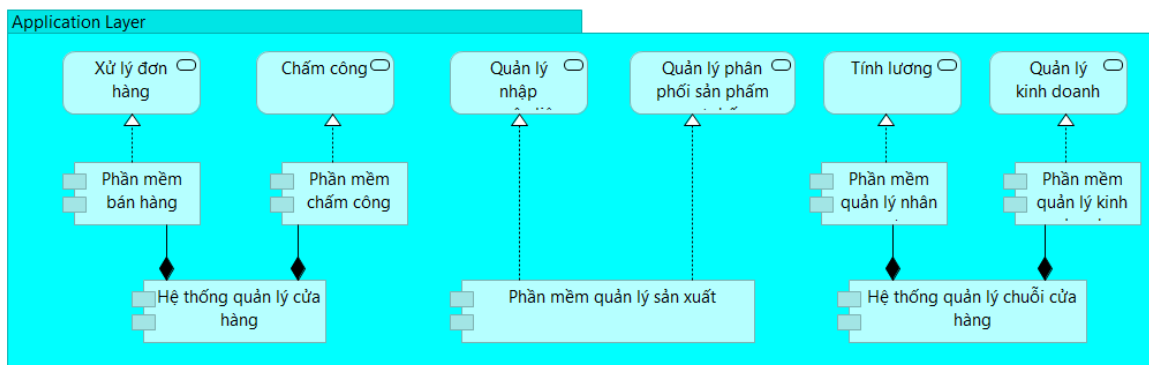 Application Layer
Xử lý đơn
hàng
Chấm công
Quản lý
nhập
Quản lý phân
phối sản phẩm
Tính lương
Quản lý
kinh doanh
Phần mềm
bán hàng
Phần mềm
chấm công
Phần mềm
quản lý nhân
Phần mềm
quản lý kinh
Hệ thống quản lý cửa
hàng
Phần mềm quản lý sản xuất
Hệ thống quản lý chuỗi cửa
hàng